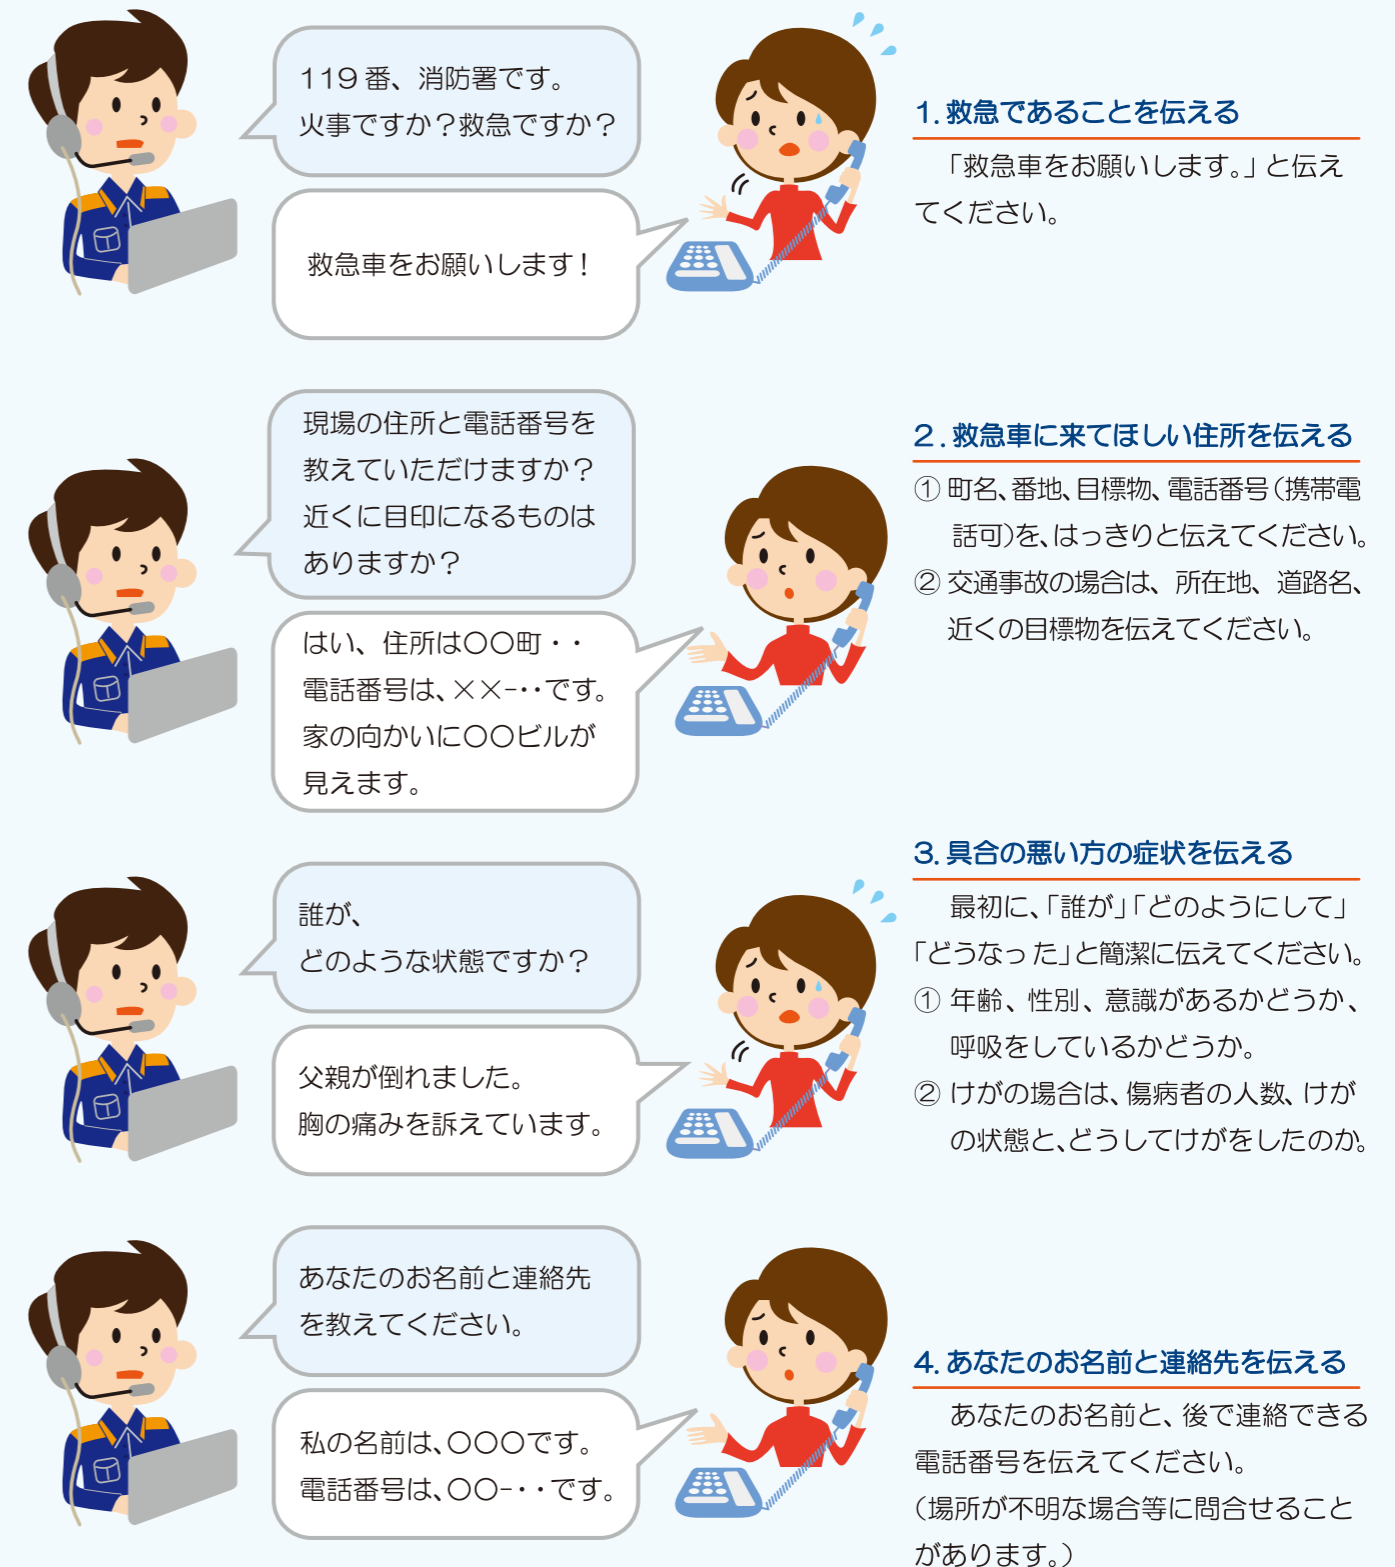 119番、消防署です。
火事ですか？救急ですか？
救急車をお願いします！
1. 救急であることを伝える
「救急車をお願いします。」と伝え
てください。
現場の住所と電話番号を
教えていただけますか？
近くに目印になるものは
ありますか？
はい、住所は〇〇町・・
電話番号は、××-・・です。
家の向かいに〇〇ビルが
見えます。
2. 救急車に来てほしい住所を伝える
① 町名、番地、目標物、電話番号（携帯電
話可）を、はっきりと伝えてください。
② 交通事故の場合は、所在地、道路名、
近くの目標物を伝えてください。
誰が、
どのような状態ですか？
父親が倒れました。
胸の痛みを訴えています。
3. 具合の悪い方の症状を伝える
最初に、「誰が」「どのようにして」
「どうなった」と簡潔に伝えてください。
① 年齢、性別、意識があるかどうか、
呼吸をしているかどうか。
② けがの場合は、傷病者の人数、けが
の状態と、どうしてけがをしたのか。
あなたのお名前と連絡先
を教えてください。
私の名前は、〇〇〇です。
電話番号は、〇〇-・・です。
4. あなたのお名前と連絡先を伝える
あなたのお名前と、後で連絡できる
電話番号を伝えてください。
（場所が不明な場合等に問合せること
があります。）